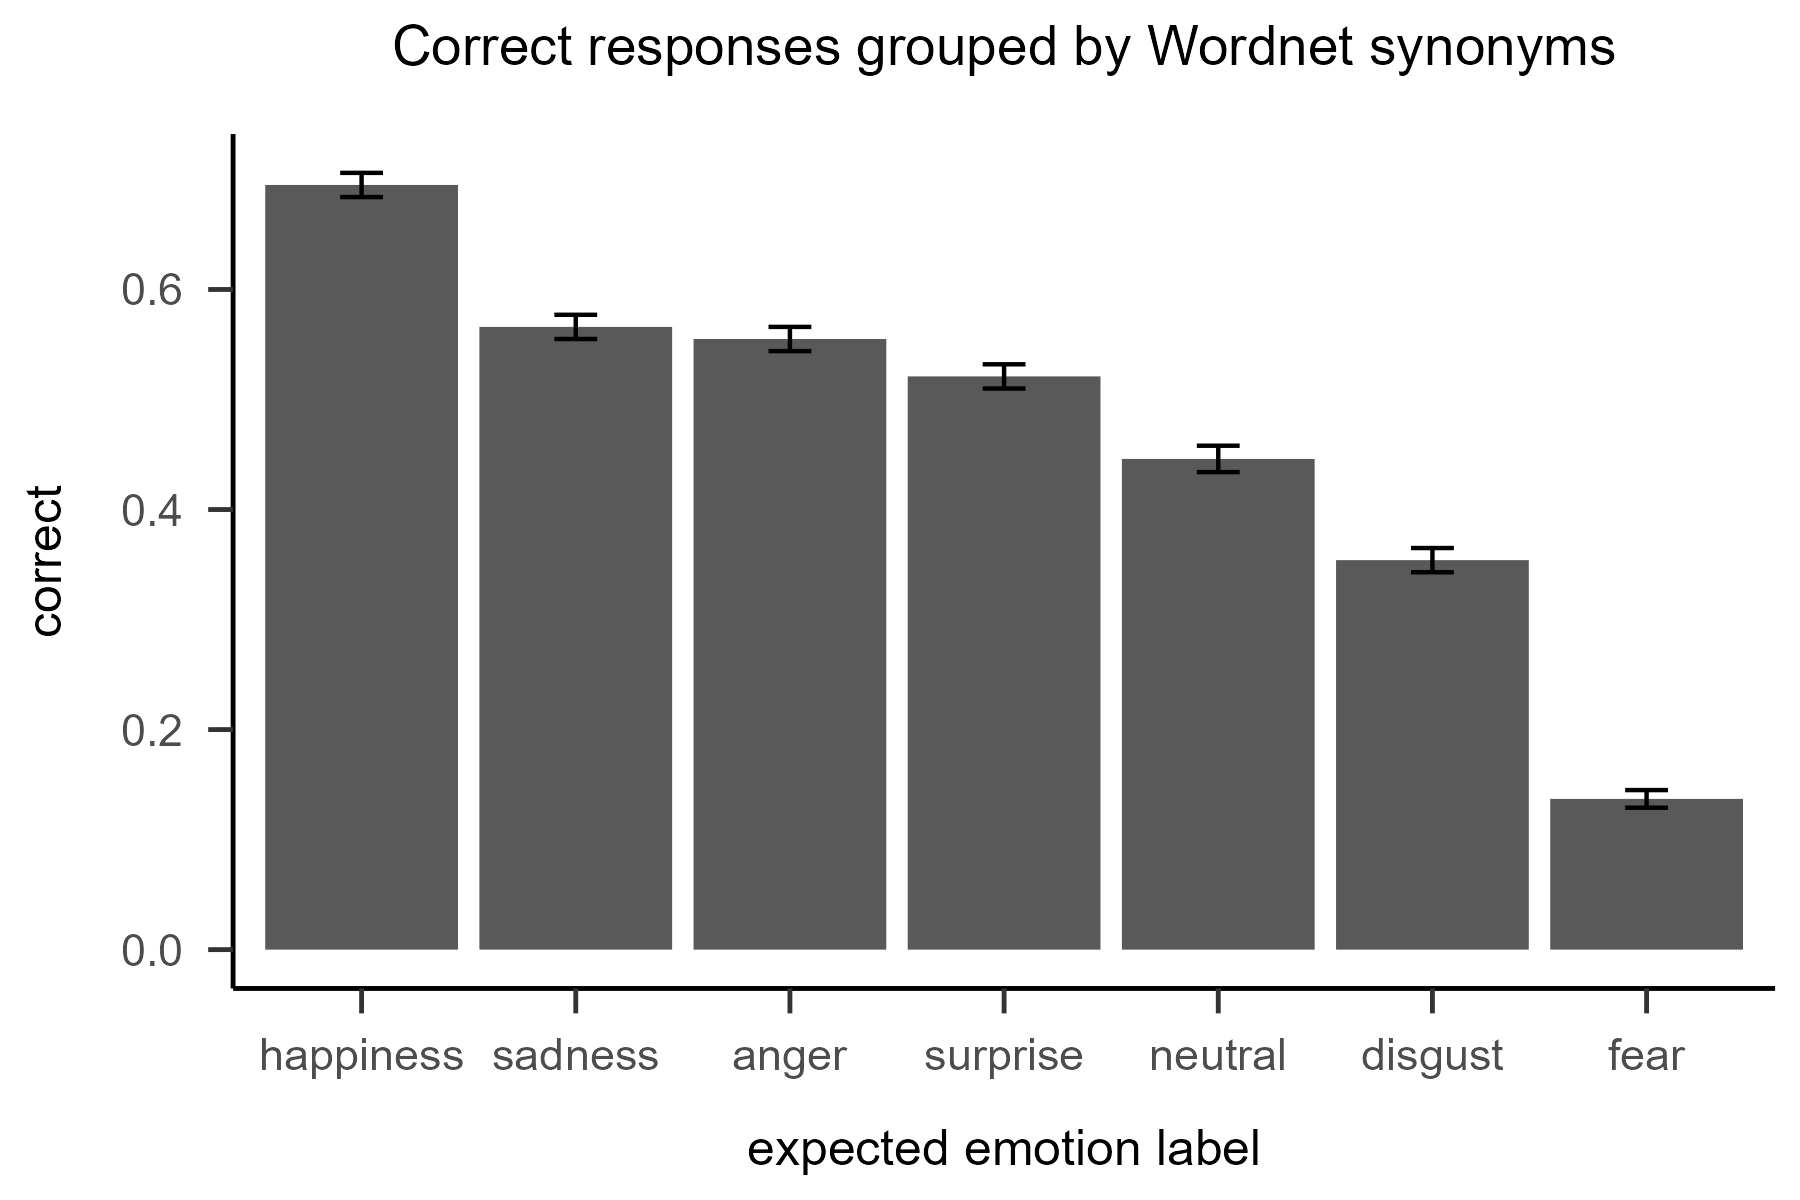 Correct responses grouped by Wordnet synonyms
correct
0.6
0.4
0.2
0.0
happiness sadness anger surprise neutral disgust fear
expected emotion label